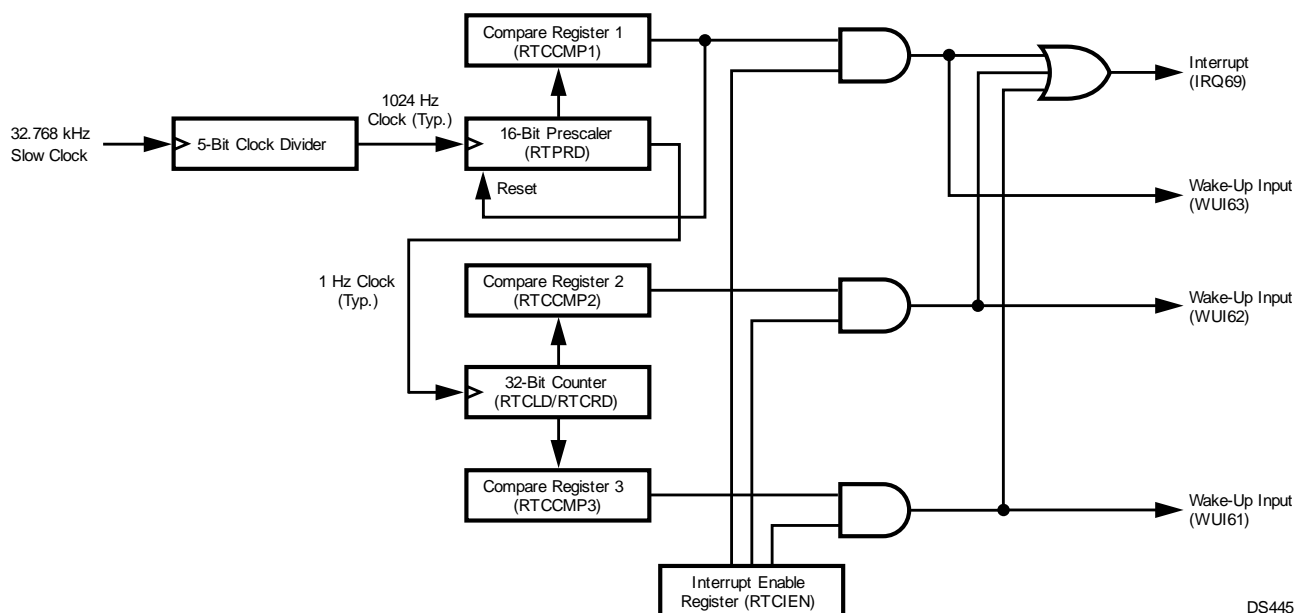 Compare Register 1
(RTCCMP1)
Interrupt
(IRQ69)
1024 Hz
Clock (Typ.)
32.768 kHz
Slow Clock
5-Bit Clock Divider
16-Bit Prescaler
(RTPRD)
Reset
Wake-Up Input
(WUI63)
1 Hz Clock
(Typ.)
Compare Register 2
(RTCCMP2)
Wake-Up Input
(WUI62)
32-Bit Counter
(RTCLD/RTCRD)
Compare Register 3
(RTCCMP3)
Wake-Up Input
(WUI61)
Interrupt Enable
Register (RTCIEN)
DS445